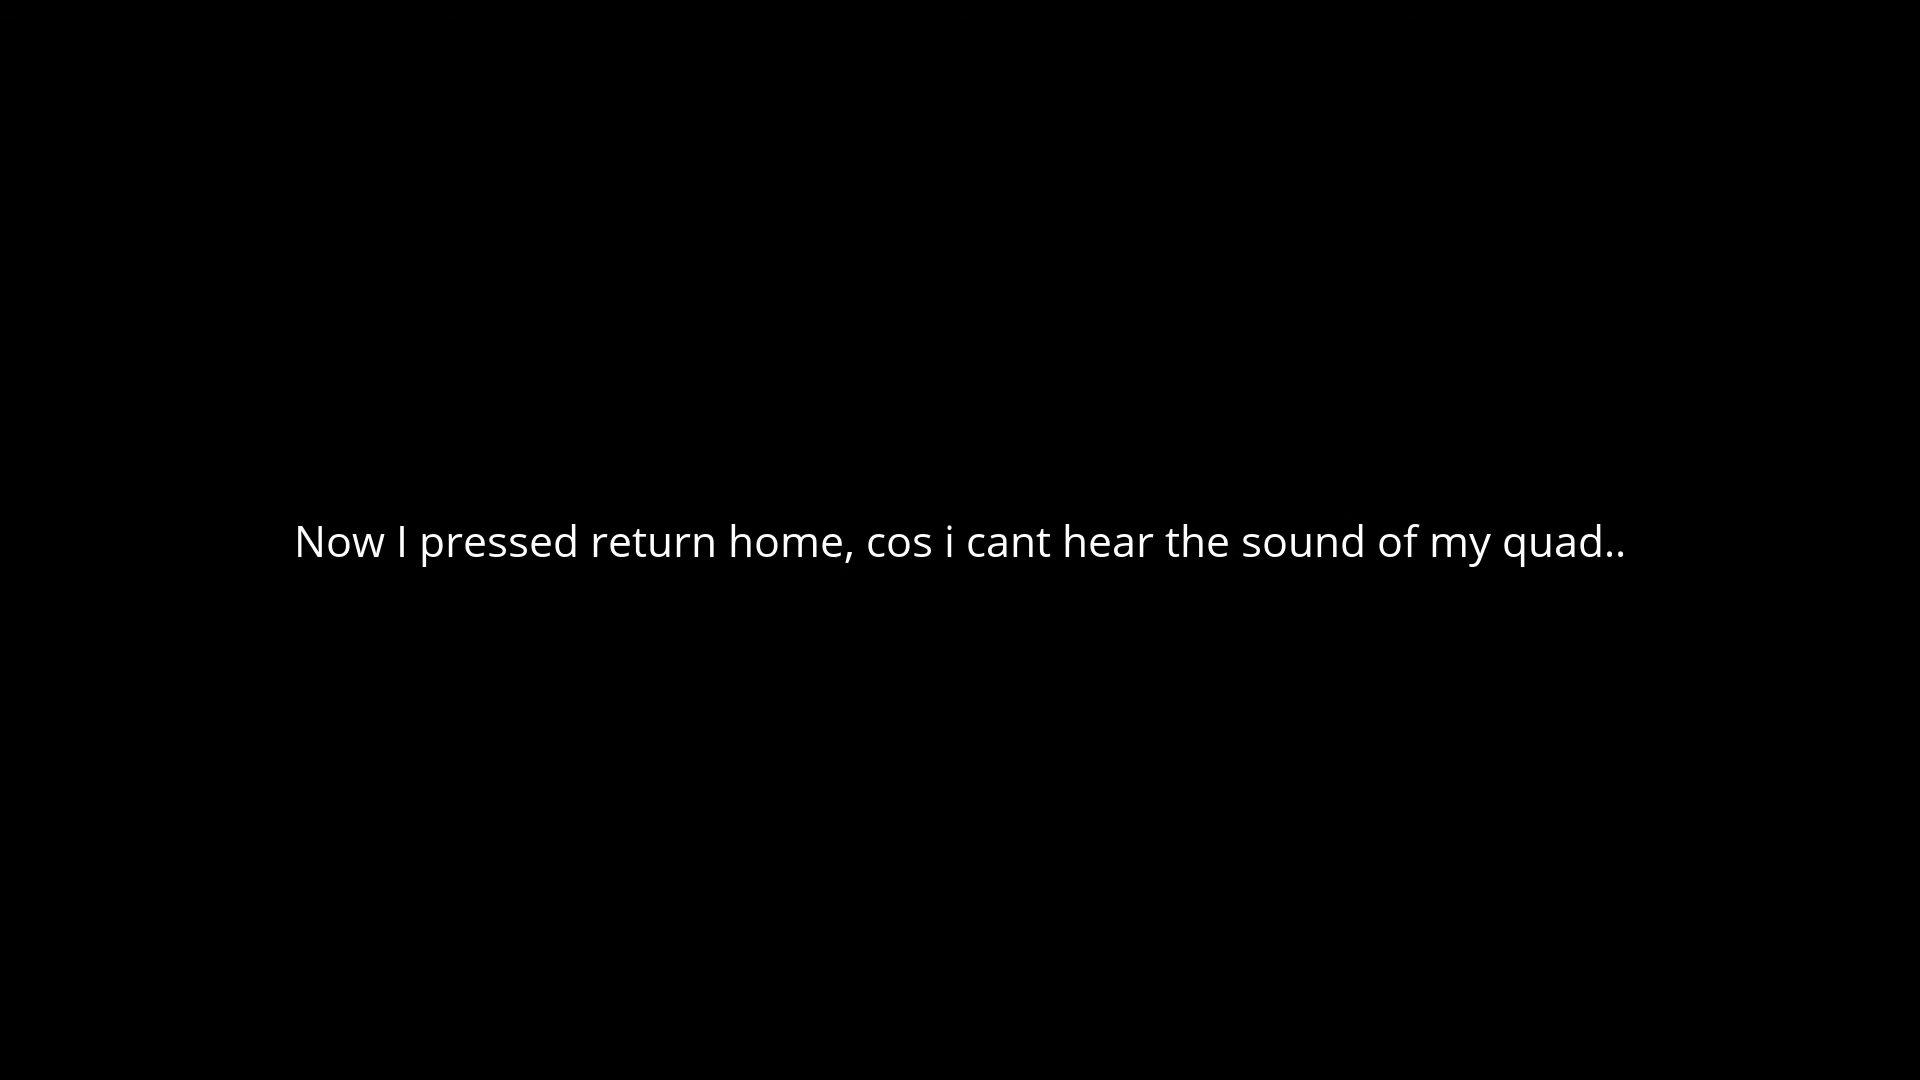 Now I pressed return home, cos i cant hear the sound of my quad..